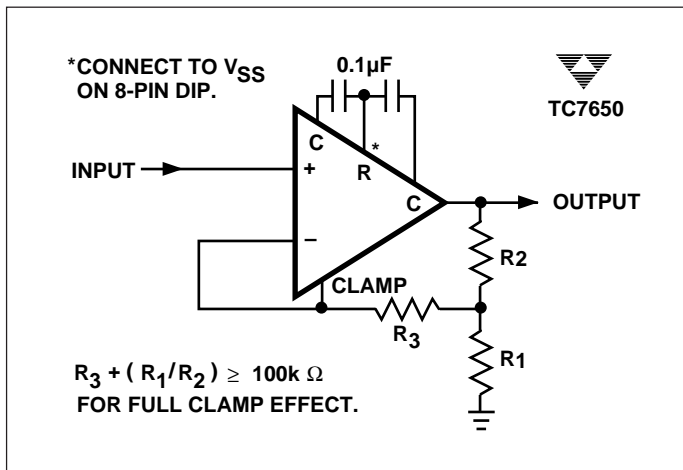 *CONNECT TO VSS
ON 8-PIN DIP.
0.1µF
TC7650
C
*
R
INPUT
+
C
OUTPUT
−
R2
CLAMP
R3
R1
R3 + ( R1/R2 ) ≥ 100k Ω
FOR FULL CLAMP EFFECT.